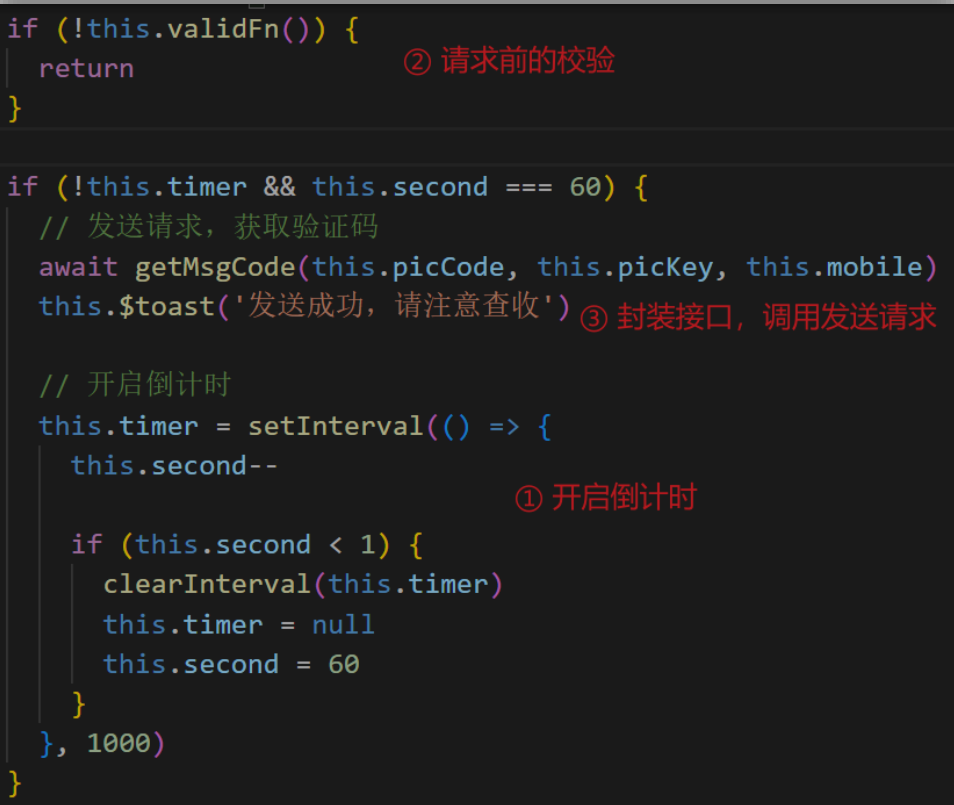 if (!this.validFn()) {
return ② 请求前的校验
}
if (!this.timer && this.second === 60) {
// 发送请求，获取验证码
await getMsgCode(this.picCode, this.picKey, this.mobile)
this.$toast('发送成功，请注意查收') ③ 封装接口，调用发送请求
// 开启倒计时
this.timer = setInterval(() => {
this.second--
① 开启倒计时
if (this.second < 1) {
clearInterval(this.timer)
this.timer = null
this.second = 60
}
}, 1000)
}